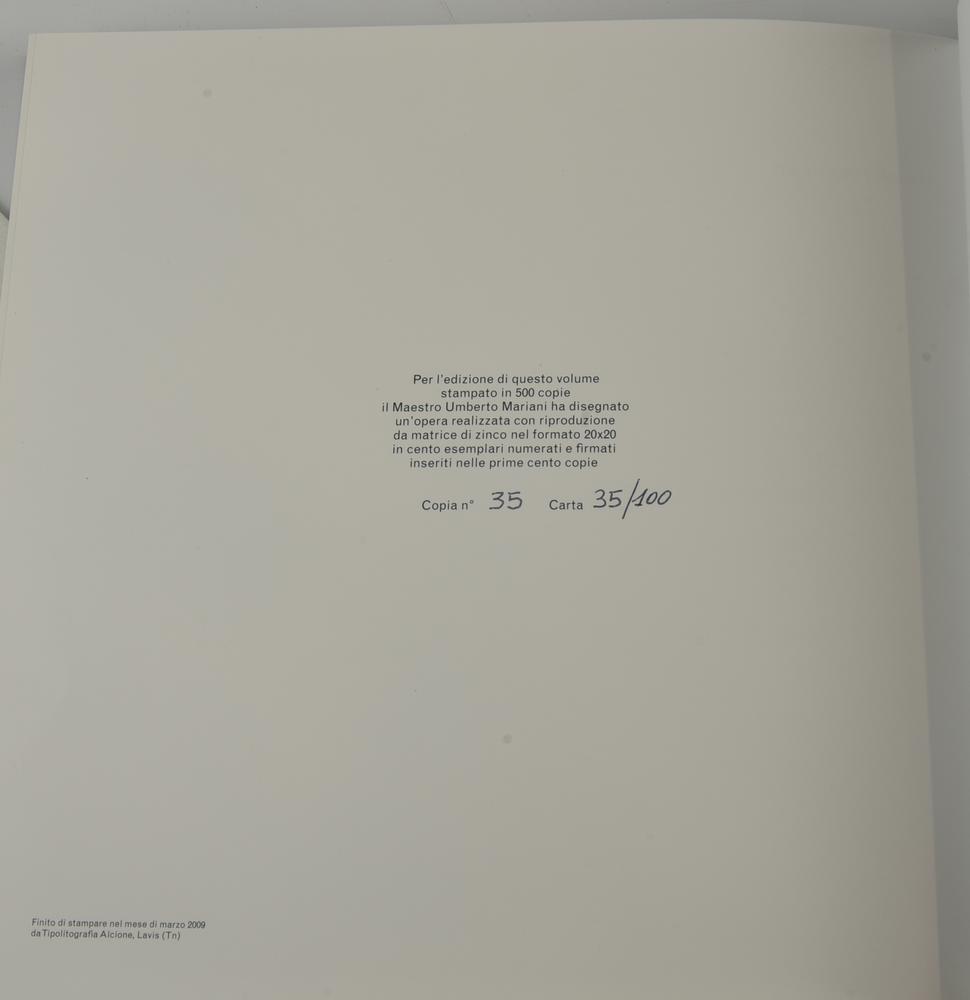 Per l'edizione di questo volume
stampato in 500 copie
il Maestro Umberto Mariani ha disegnato
un'opera realizzata con riproduzione
da matrice di zinco nel formato 20x20
in cento esemplari numerati e firmati
inseriti nelle prime cento copie
Copia n° 35 Carta 35/100
Finito di stampare nel mese di marzo 2009
da Tipolitografia Alcione, Lavis (Tn)